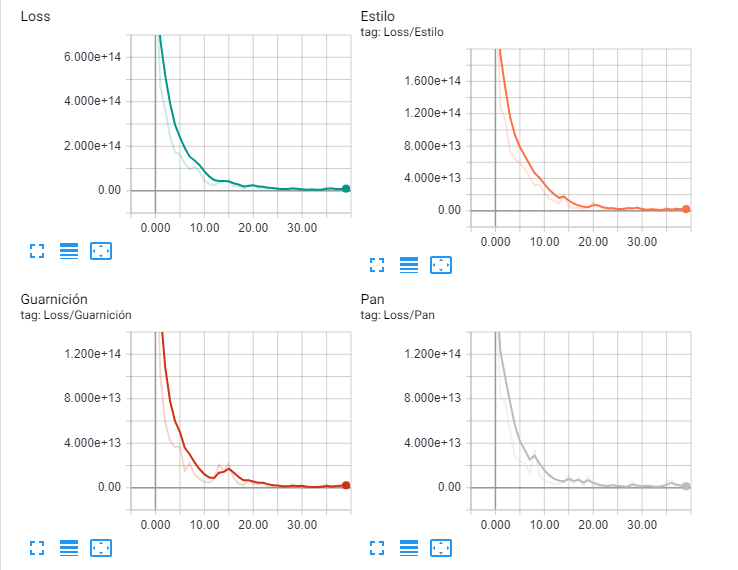 Loss
6.000e+14
4.000e+14
2.000e+14
0.00
0.000 10.00 20.00 30.00
Estilo
tag: Loss/Estilo
1.600e+14
1.200e+14
8.000e+13
4.000e+13
0.00
0.000 10.00 20.00 30.00
Guarnición
tag: Loss/Guarnición
1.200e+14
8.000e+13
4.000e+13
0.00
0.000 10.00 20.00 30.00
Pan
tag: Loss/Pan
1.200e+14
8.000e+13
4.000e+13
0.00
0.000 10.00 20.00 30.00